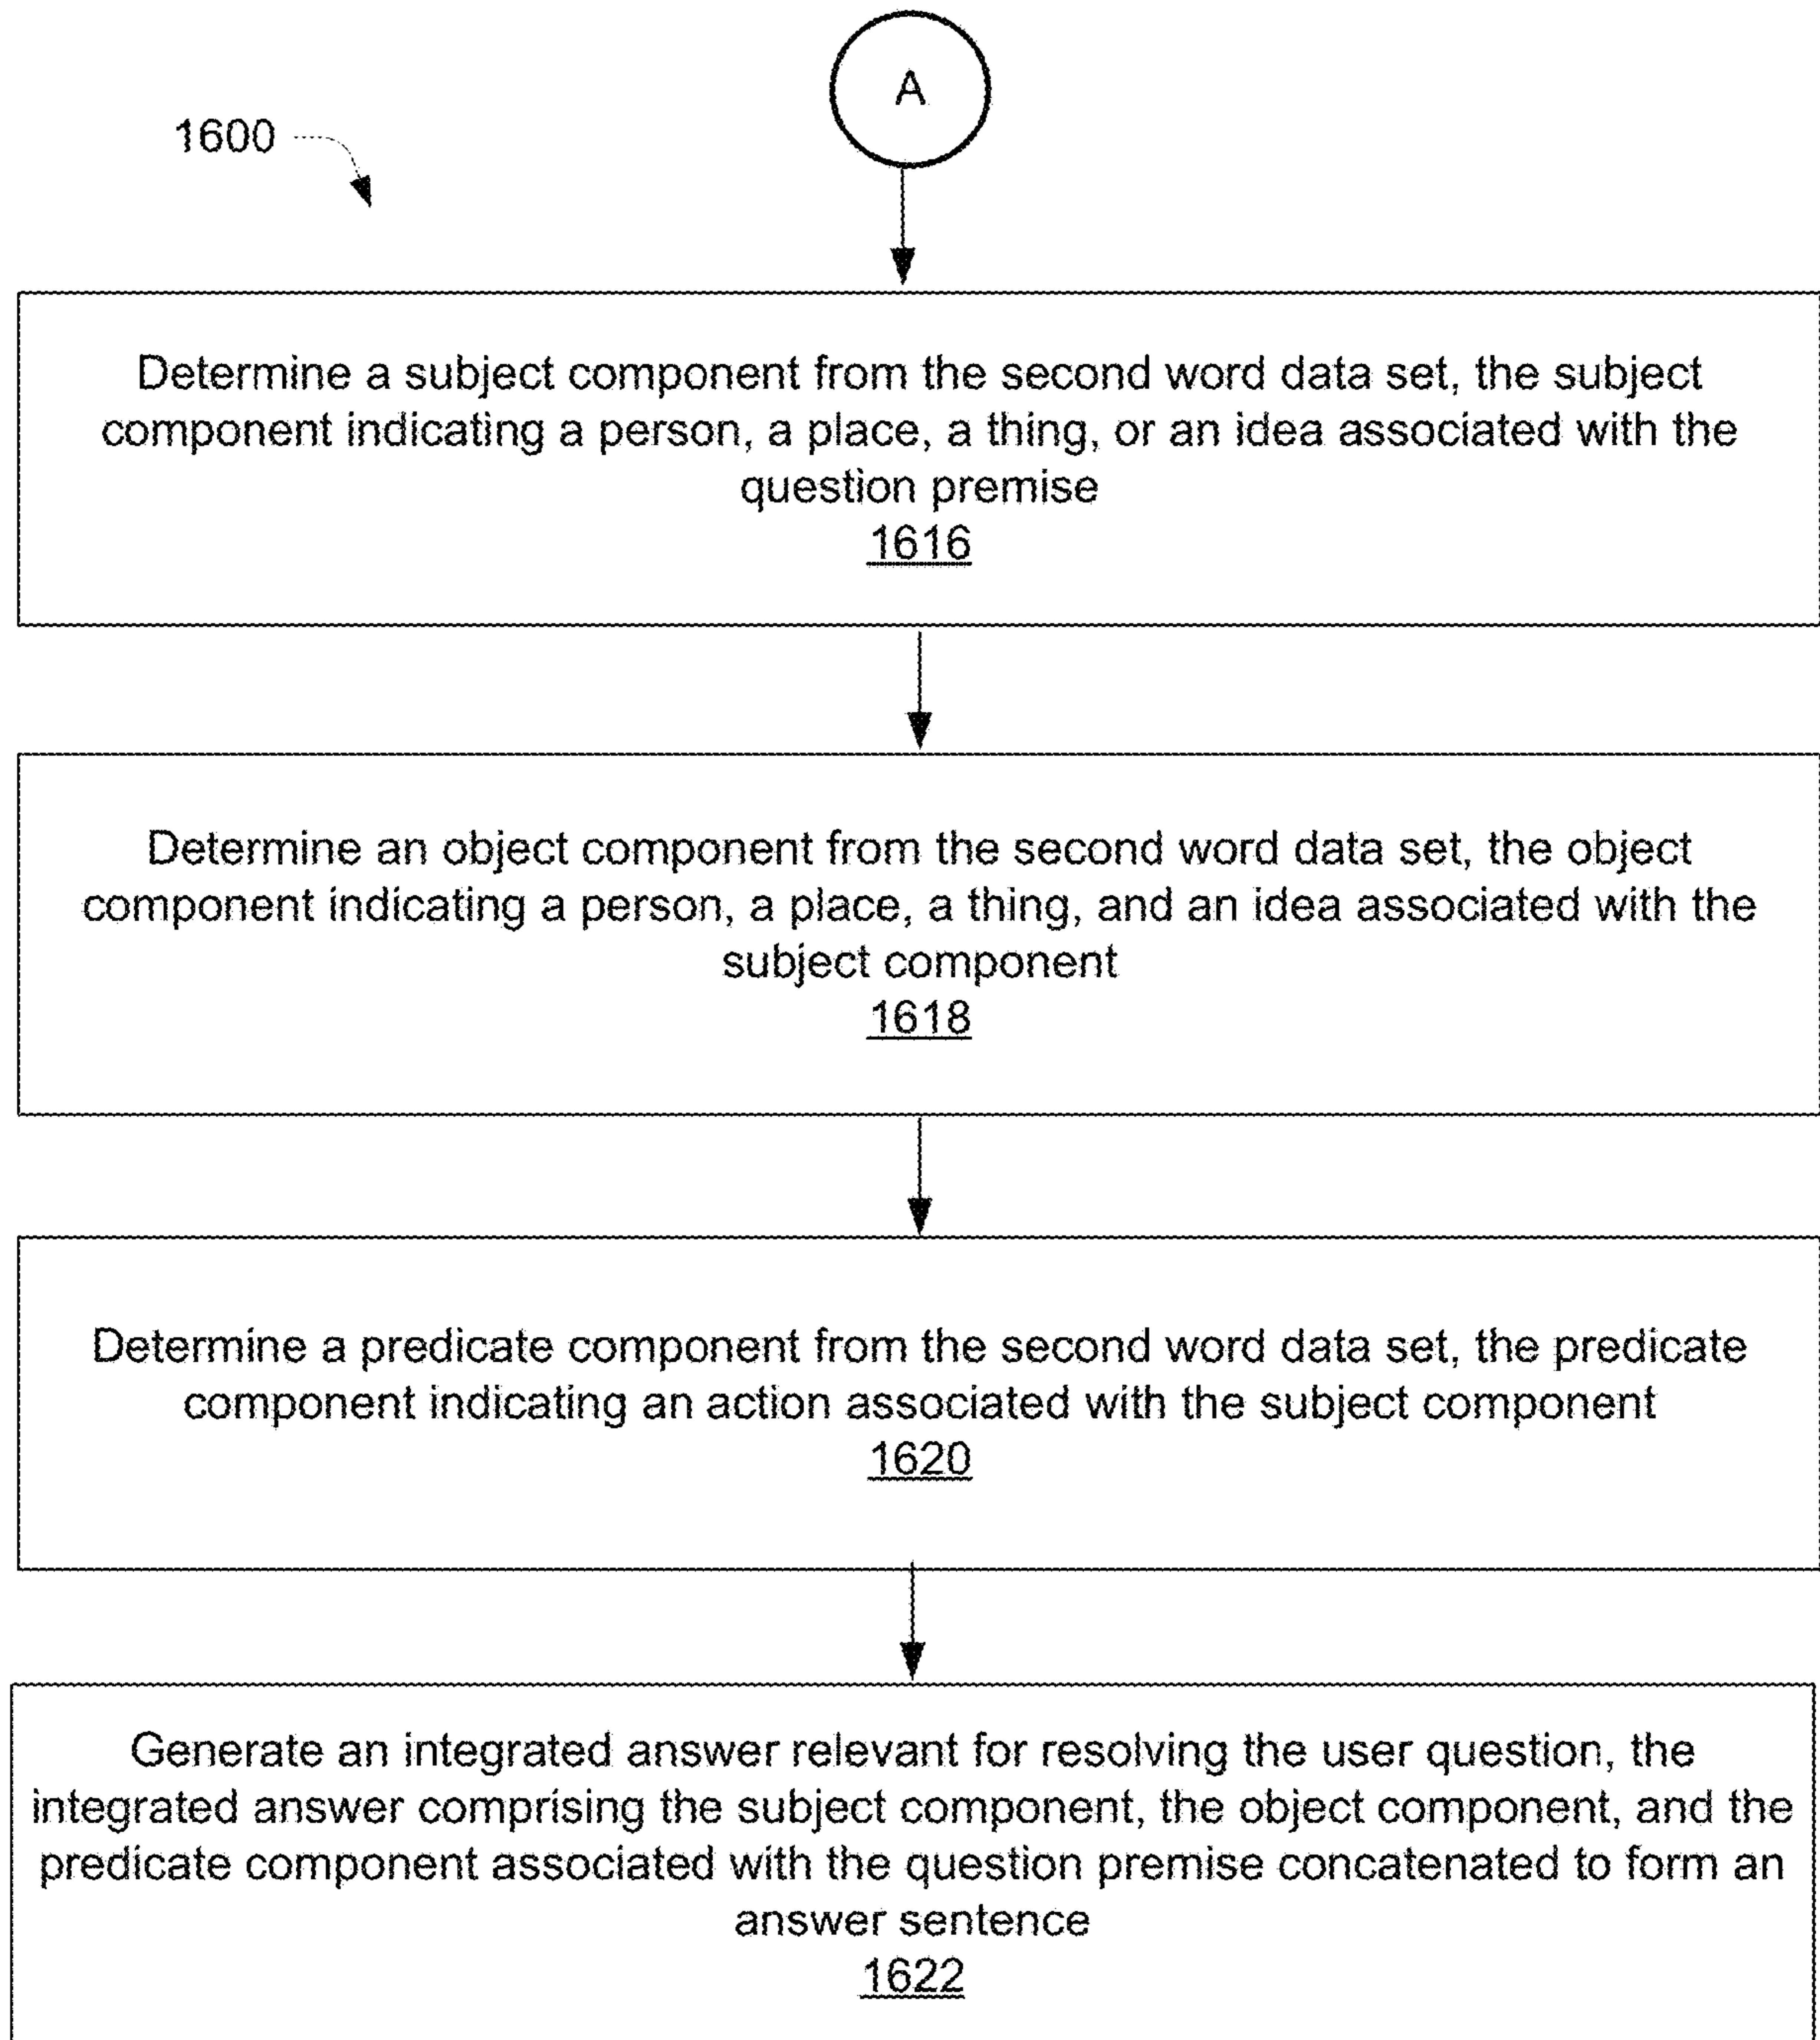 A
1600
Determine a subject component from the second word data set, the subject
component indicating a person, a place, a thing, or an idea associated with the
question premise
1616
Determine an object component from the second word data set, the object
component indicating a person, a place, a thing, and an idea associated with the
subject component
1618
Determine a predicate component from the second word data set, the predicate
component indicating an action associated with the subject component
1620
Generate an integrated answer relevant for resolving the user question, the
integrated answer comprising the subject component, the object component, and the
predicate component associated with the question premise concatenated to form an
answer sentence
1622